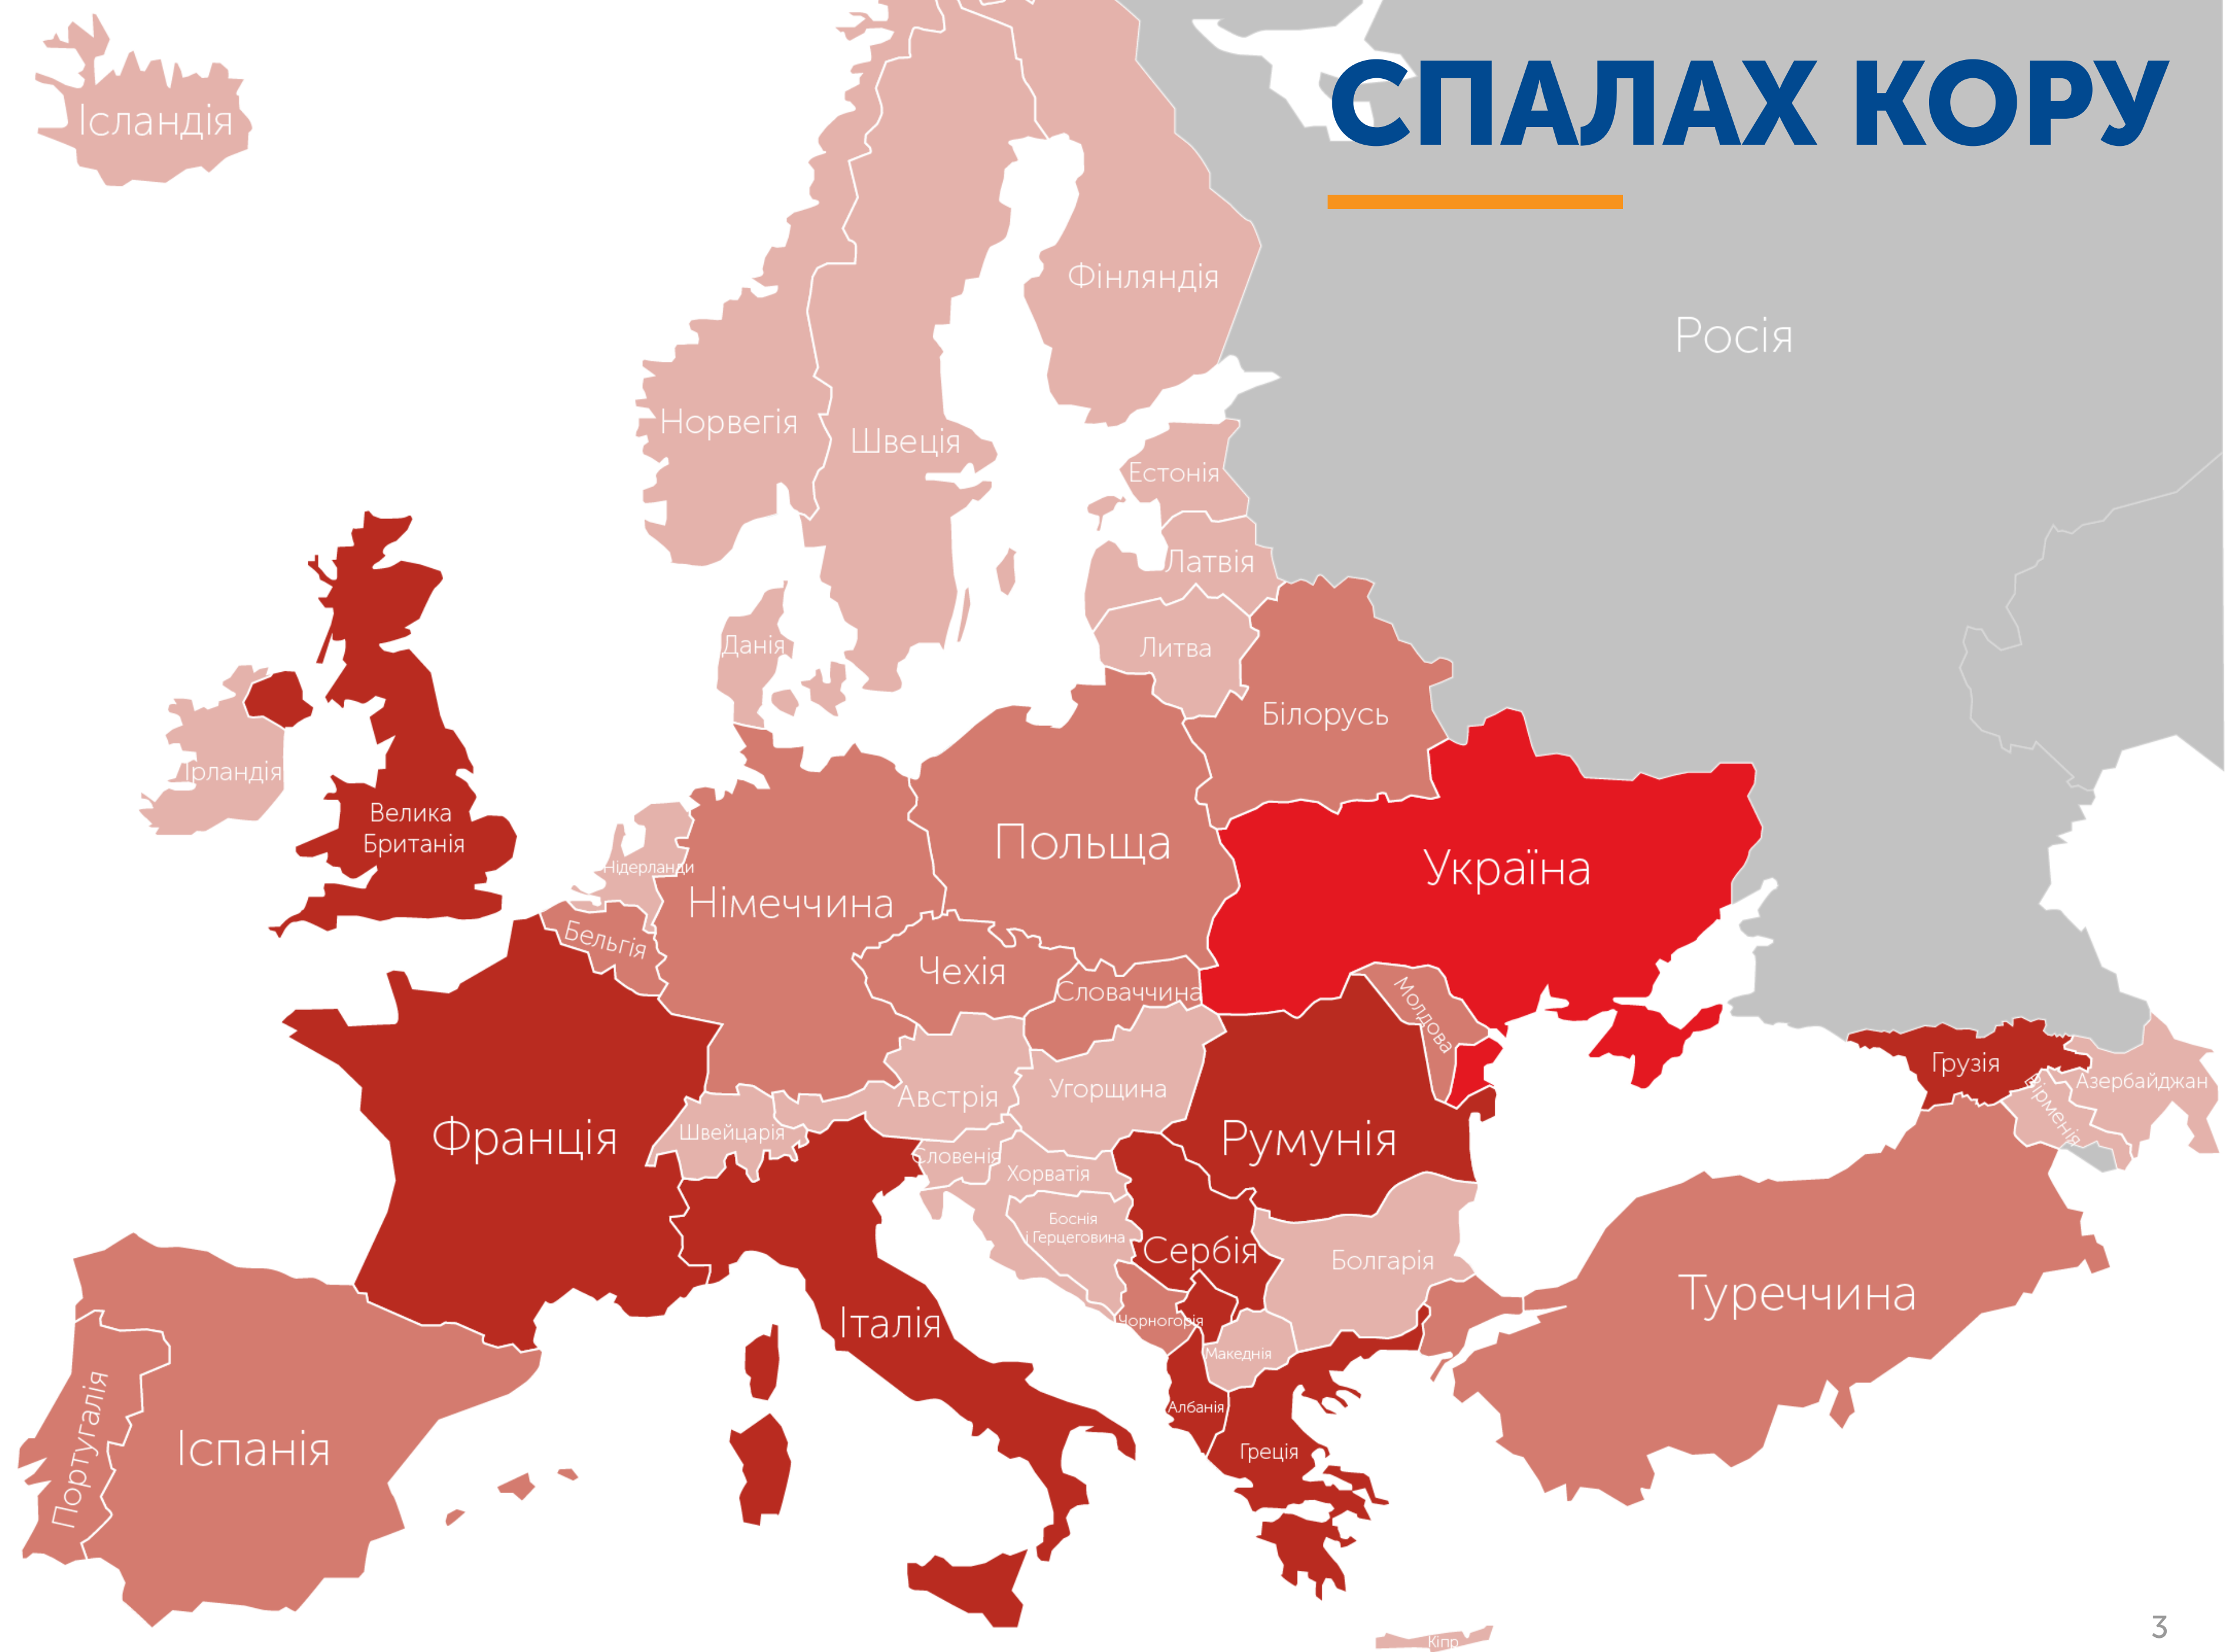 СПАЛАХ КОРУ
Ісландія
Фінляндія
Росія
Норвегія
Швеція
Естонія
Латвія
Данія
Литва
Білорусь
Ірландія
Велика
Британія
Польща
Україна
Нідерланди
Німеччина
Бельгія
Чехія
Словаччина
Молдова
Грузія
Вірменія
Азербайджан
Австрія
Угорщина
Франція
Швейцарія
Румунія
Словенія
Хорватія
Боснія
і Герцеговина
Сербія
Болгарія
Туреччина
Італія
Чорногорія
Македнія
Албанія
Греція
Португалія
Іспанія
Кіпр
3